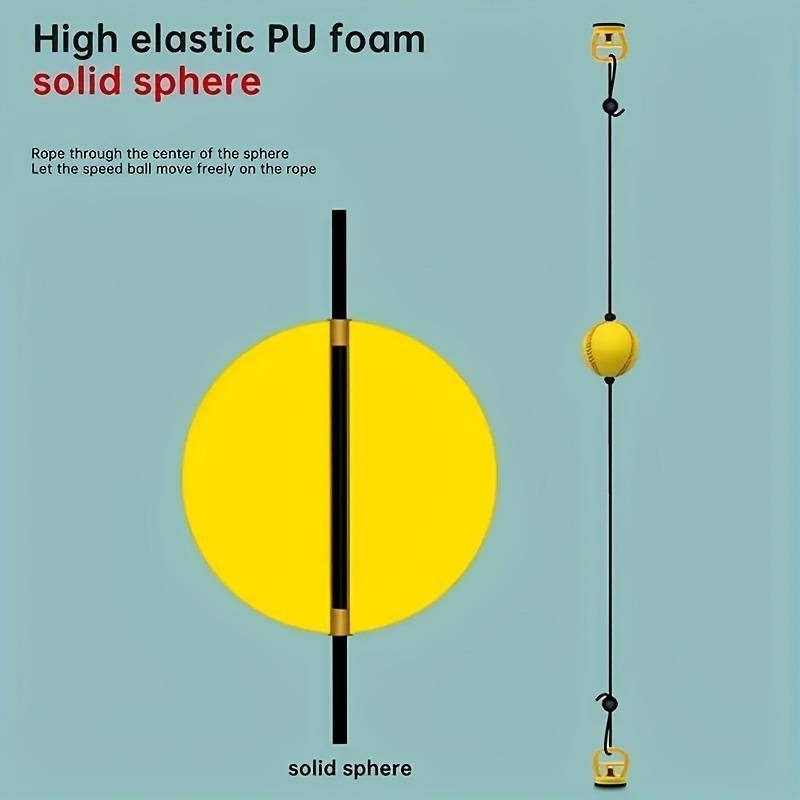 High elastic PU foam
solid sphere
Rope through the center of the sphere
Let the speed ball move freely on the rope
solid sphere